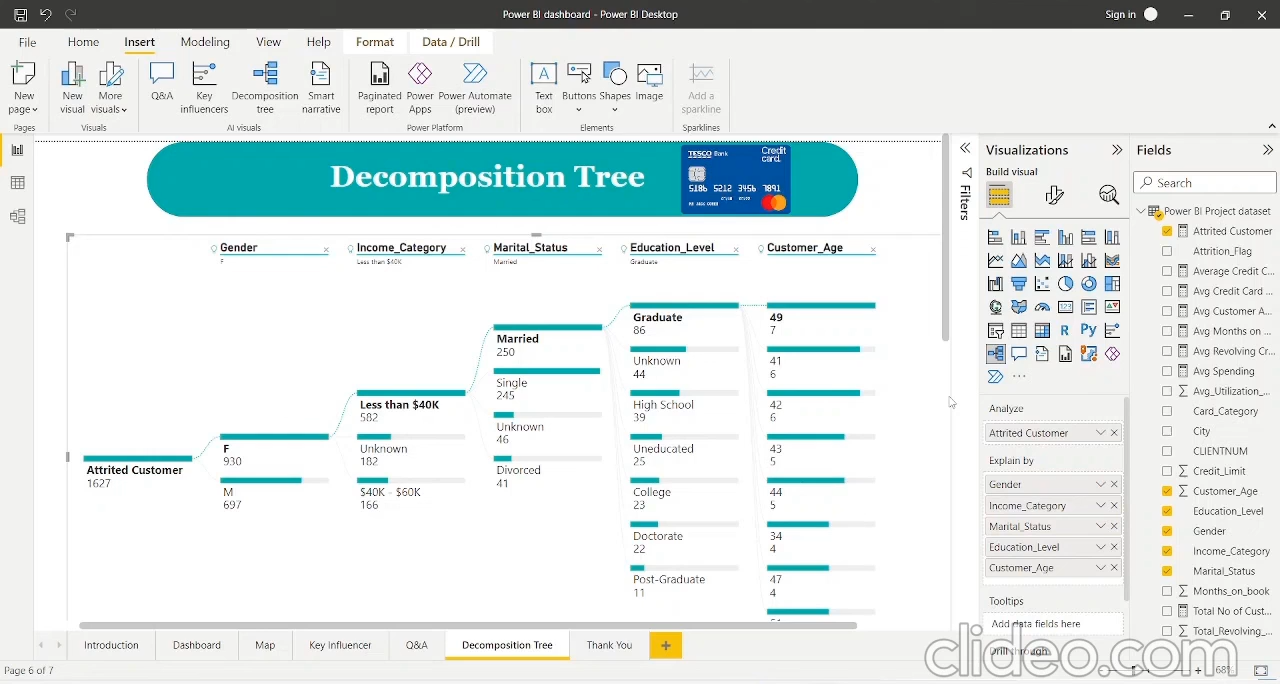 Power BI dashboard - Power BI Desktop
Sign in
File Home Insert Modeling View Help Format Data / Drill
New page
New visual
More visuals
Q&A
Key influencers
Decomposition tree
Smart narrative
Paginated report
Power Apps
Power Automate (preview)
Text box
Buttons
Shapes
Image
Add a sparkline
Pages Visuals AI visuals Power Platform Elements Sparklines
Decomposition Tree
TESCO Bank
Credit card.
5186 5212 3456 7891
Gender
F
Income_Category
Less than $40K
Marital_Status
Married
Education_Level
Graduate
Customer_Age
Attrited Customer
1627
F
930
M
697
Less than $40K
582
Unknown
182
$40K - $60K
166
Married
250
Single
245
Unknown
46
Divorced
41
Graduate
86
Unknown
44
High School
39
Uneducated
25
College
23
Doctorate
22
Post-Graduate
11
49
7
41
6
42
6
43
5
44
5
34
4
47
4
Filters
Visualizations
Build visual
123
R
Py
Analyze
Attrited Customer
Explain by
Gender
Income_Category
Marital_Status
Education_Level
Customer_Age
Tooltips
Add data fields here
Drill through
Fields
Search
Power BI Project dataset
Attrited Customer
Attrition_Flag
Average Credit C...
Avg Credit Card ...
Avg Customer A...
Avg Months on ...
Avg Revolving Cr...
Avg Spending
Avg_Utilization_...
Card_Category
City
CLIENTNUM
Credit_Limit
Customer_Age
Education_Level
Gender
Income_Category
Marital_Status
Months_on_book
Total No of Cust...
Total_Revolving_...
Introduction Dashboard Map Key Influencer Q&A Decomposition Tree Thank You
Page 6 of 7
68%
clideo.com